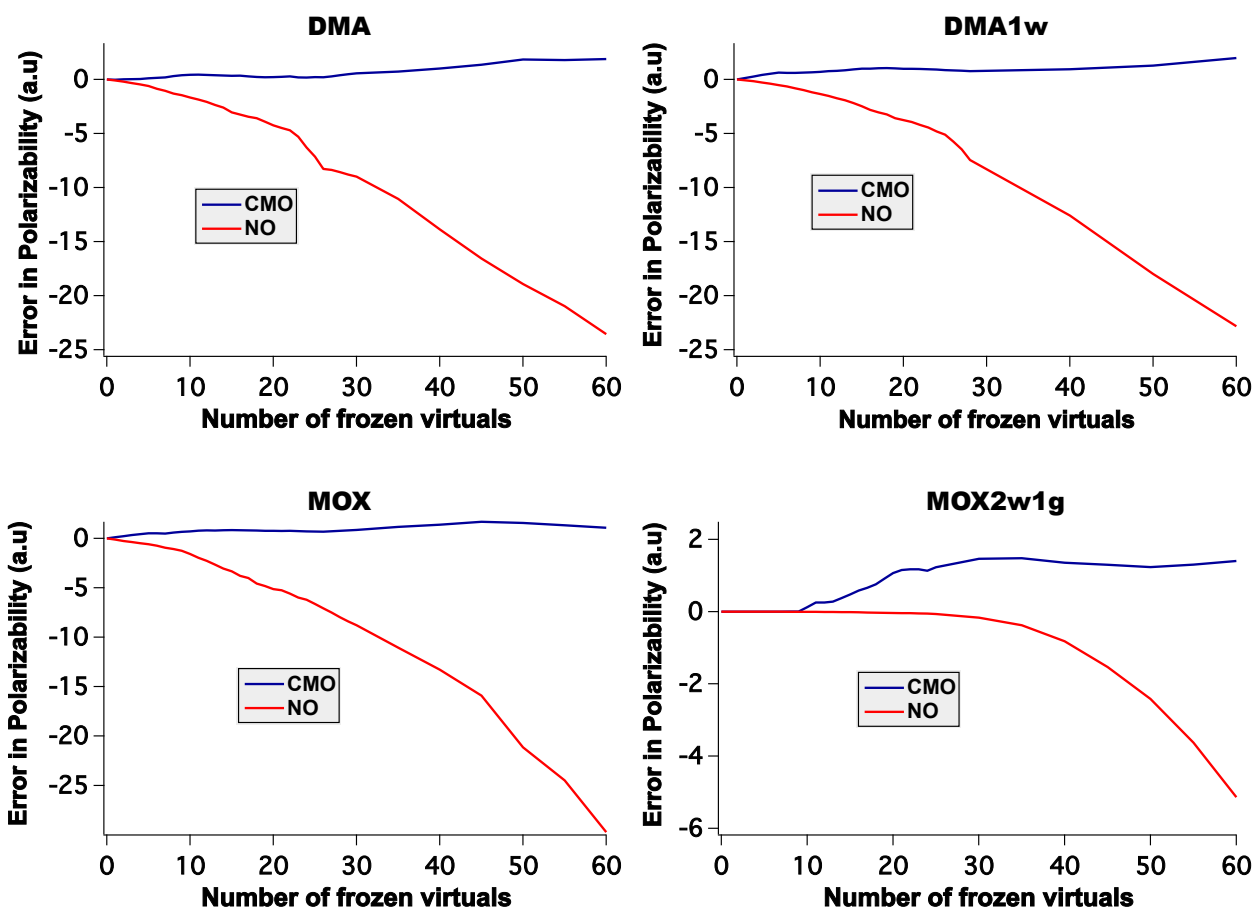 DMA
Error in Polarizability (a.u)
0
-5
-10
-15
-20
-25
CMO
NO
0 10 20 30 40 50 60
Number of frozen virtuals
DMA1w
Error in Polarizability (a.u)
0
-5
-10
-15
-20
-25
CMO
NO
0 10 20 30 40 50 60
Number of frozen virtuals
MOX
Error in Polarizability (a.u)
0
-5
-10
-15
-20
-25
CMO
NO
0 10 20 30 40 50 60
Number of frozen virtuals
MOX2w1g
Error in Polarizability (a.u)
2
0
-2
-4
-6
CMO
NO
0 10 20 30 40 50 60
Number of frozen virtuals